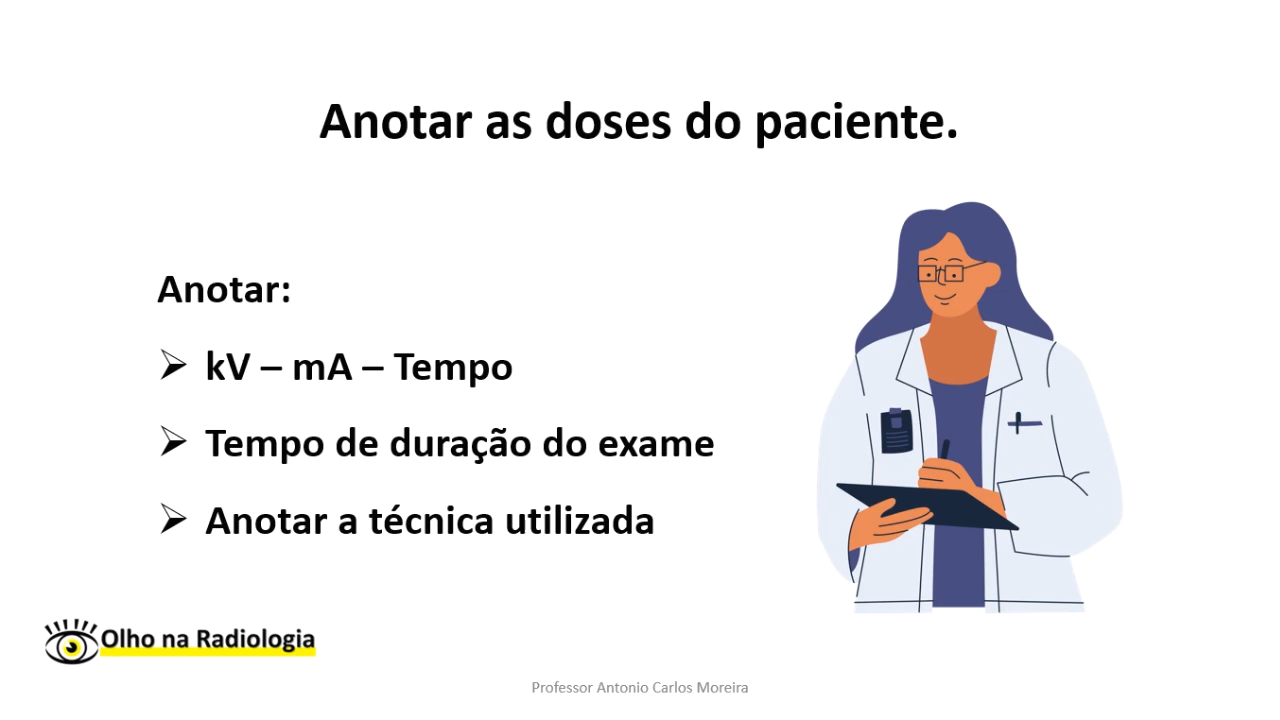 Anotar as doses do paciente.
Anotar:
➢ kV – mA – Tempo
➢ Tempo de duração do exame
➢ Anotar a técnica utilizada
Olho na Radiologia
Professor Antonio Carlos Moreira